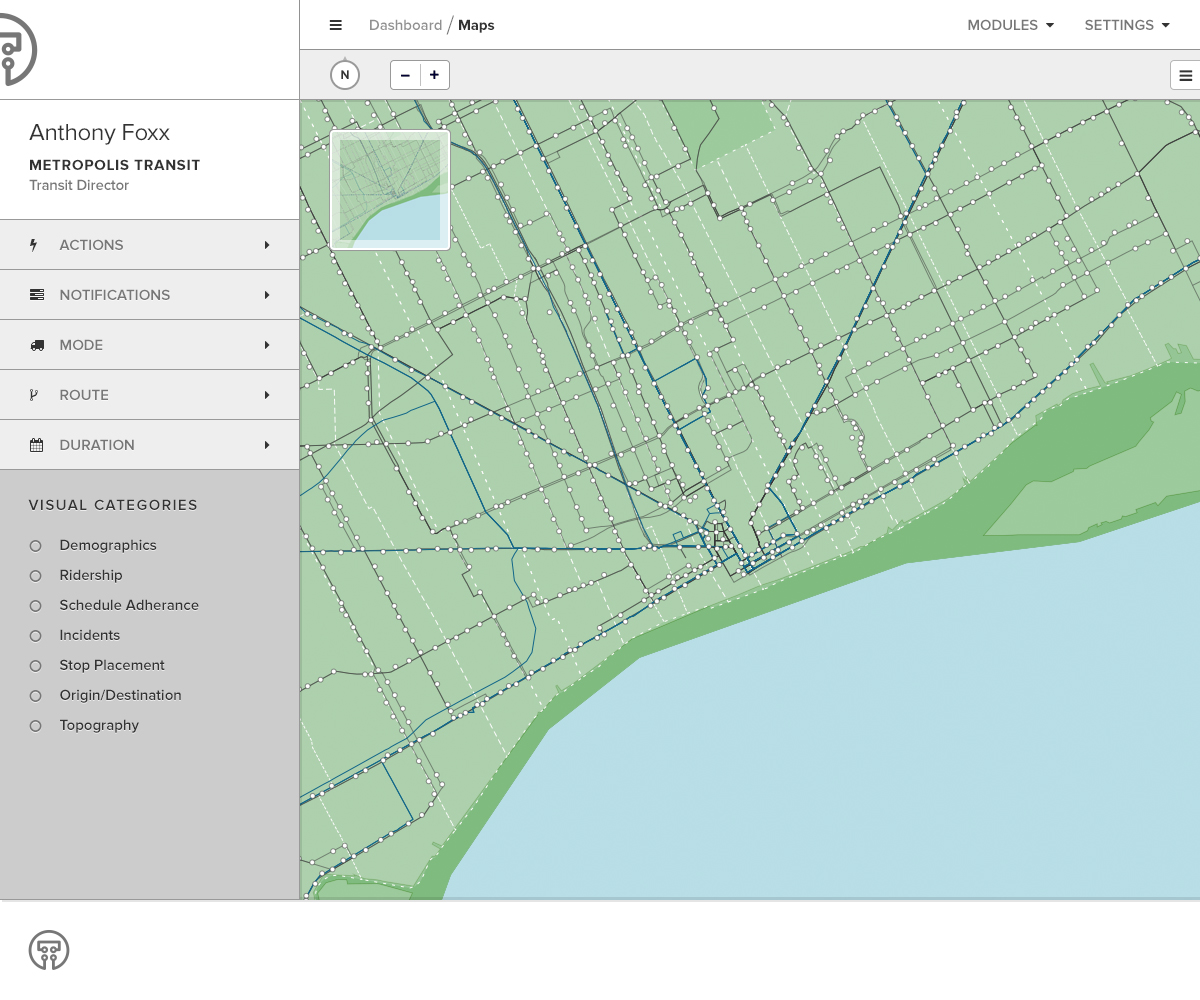 Dashboard / Maps
MODULES
SETTINGS
N
− +
Anthony Foxx
METROPOLIS TRANSIT
Transit Director
ACTIONS
NOTIFICATIONS
MODE
ROUTE
DURATION
VISUAL CATEGORIES
Demographics
Ridership
Schedule Adherance
Incidents
Stop Placement
Origin/Destination
Topography